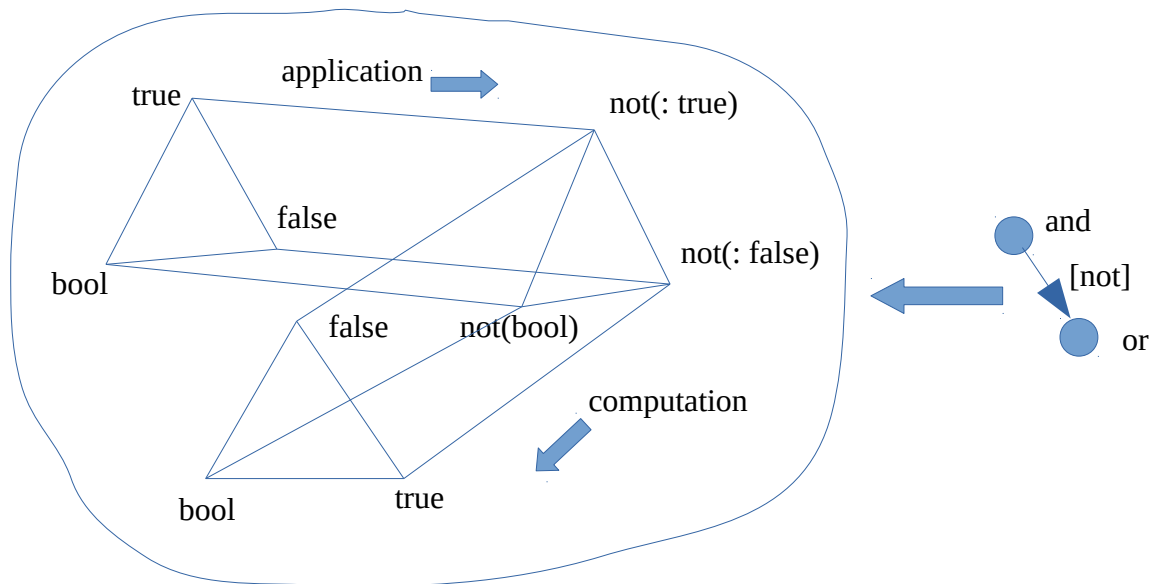 application
true
not(: true)
false
and
not(: false)
bool
[not]
false
not(bool)
or
computation
bool
true